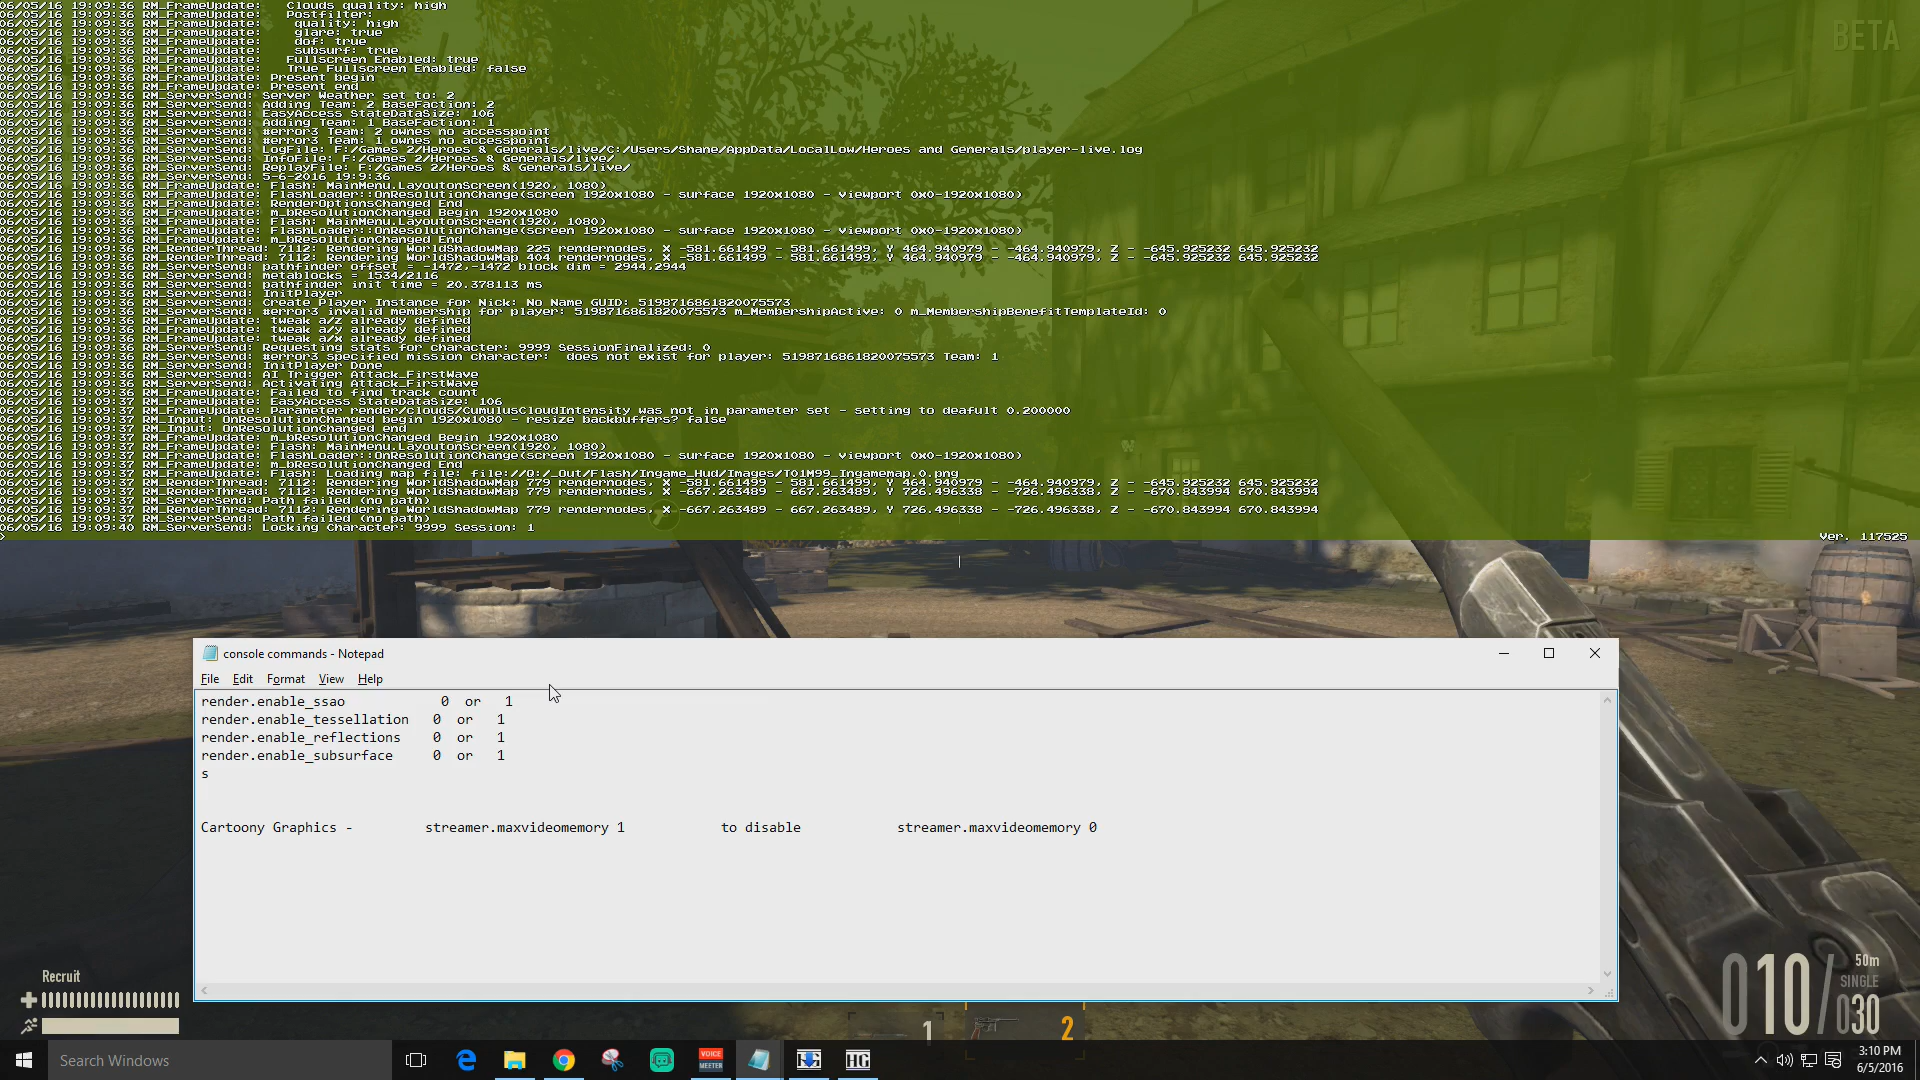 06/05/16 19:09:36 RM_FrameUpdate:   Clouds quality: high
06/05/16 19:09:36 RM_FrameUpdate:   Postfilter:
06/05/16 19:09:36 RM_FrameUpdate:    quality: high
06/05/16 19:09:36 RM_FrameUpdate:    glare: true
06/05/16 19:09:36 RM_FrameUpdate:    dof: true
06/05/16 19:09:36 RM_FrameUpdate:    subsurf: true
06/05/16 19:09:36 RM_FrameUpdate:   Fullscreen Enabled: true
06/05/16 19:09:36 RM_FrameUpdate:   True Fullscreen Enabled: false
06/05/16 19:09:36 RM_FrameUpdate: Present begin
06/05/16 19:09:36 RM_FrameUpdate: Present end
06/05/16 19:09:36 RM_ServerSend: Server Weather set to: 2
06/05/16 19:09:36 RM_ServerSend: Adding Team: 2 BaseFaction: 2
06/05/16 19:09:36 RM_ServerSend: EasyAccess StateDataSize: 106
06/05/16 19:09:36 RM_ServerSend: Adding Team: 1 BaseFaction: 1
06/05/16 19:09:36 RM_ServerSend: #error3 Team: 2 ownes no accesspoint
06/05/16 19:09:36 RM_ServerSend: #error3 Team: 1 ownes no accesspoint
06/05/16 19:09:36 RM_ServerSend: LogFile: F:/Games 2/Heroes & Generals/live/C:/Users/Shane/AppData/LocalLow/Heroes and Generals/player-live.log
06/05/16 19:09:36 RM_ServerSend: InfoFile: F:/Games 2/Heroes & Generals/live/
06/05/16 19:09:36 RM_ServerSend: ReplayFile: F:/Games 2/Heroes & Generals/live/
06/05/16 19:09:36 RM_ServerSend: 5-6-2016 19:9:36
06/05/16 19:09:36 RM_FrameUpdate: Flash: MainMenu.LayoutonScreen(1920, 1080)
06/05/16 19:09:36 RM_FrameUpdate: FlashLoader::OnResolutionChange(screen 1920x1080 - surface 1920x1080 - viewport 0x0-1920x1080)
06/05/16 19:09:36 RM_FrameUpdate: RenderOptionsChanged End
06/05/16 19:09:36 RM_FrameUpdate: m_bResolutionChanged Begin 1920x1080
06/05/16 19:09:36 RM_FrameUpdate: Flash: MainMenu.LayoutonScreen(1920, 1080)
06/05/16 19:09:36 RM_FrameUpdate: FlashLoader::OnResolutionChange(screen 1920x1080 - surface 1920x1080 - viewport 0x0-1920x1080)
06/05/16 19:09:36 RM_FrameUpdate: m_bResolutionChanged End
06/05/16 19:09:36 RM_RenderThread: 7112: Rendering WorldShadowMap 225 rendernodes, X -581.661499 - 581.661499, Y 464.940979 - -464.940979, Z - -645.925232 645.925232
06/05/16 19:09:36 RM_RenderThread: 7112: Rendering WorldShadowMap 404 rendernodes, X -581.661499 - 581.661499, Y 464.940979 - -464.940979, Z - -645.925232 645.925232
06/05/16 19:09:36 RM_ServerSend: pathfinder offset = -1472,-1472 block dim = 2944,2944
06/05/16 19:09:36 RM_ServerSend: metablocks = 1534/2116
06/05/16 19:09:36 RM_ServerSend: pathfinder init time = 20.378113 ms
06/05/16 19:09:36 RM_ServerSend: InitPlayer
06/05/16 19:09:36 RM_ServerSend: Create Player Instance for Nick: No Name GUID: 5198716861820075573
06/05/16 19:09:36 RM_ServerSend: #error3 invalid membership for player: 5198716861820075573 m_MembershipActive: 0 m_MembershipBenefitTemplateId: 0
06/05/16 19:09:36 RM_FrameUpdate: tweak a/z already defined
06/05/16 19:09:36 RM_FrameUpdate: tweak a/y already defined
06/05/16 19:09:36 RM_FrameUpdate: tweak a/x already defined
06/05/16 19:09:36 RM_ServerSend: Requesting stats for character: 9999 SessionFinalized: 0
06/05/16 19:09:36 RM_ServerSend: #error3 specified mission character:  does not exist for player: 5198716861820075573 Team: 1
06/05/16 19:09:36 RM_ServerSend: InitPlayer Done
06/05/16 19:09:36 RM_ServerSend: AI Trigger Attack_FirstWave
06/05/16 19:09:36 RM_ServerSend: Activating Attack_FirstWave
06/05/16 19:09:36 RM_FrameUpdate: Failed to find track count
06/05/16 19:09:37 RM_FrameUpdate: EasyAccess StateDataSize: 106
06/05/16 19:09:37 RM_FrameUpdate: Parameter render/clouds/CumulusCloudIntensity was not in parameter set - setting to deafult 0.200000
06/05/16 19:09:37 RM_Input: OnResolutionChanged begin 1920x1080 - resize backbuffers? false
06/05/16 19:09:37 RM_Input: OnResolutionChanged end
06/05/16 19:09:37 RM_FrameUpdate: m_bResolutionChanged Begin 1920x1080
06/05/16 19:09:37 RM_FrameUpdate: Flash: MainMenu.LayoutonScreen(1920, 1080)
06/05/16 19:09:37 RM_FrameUpdate: FlashLoader::OnResolutionChange(screen 1920x1080 - surface 1920x1080 - viewport 0x0-1920x1080)
06/05/16 19:09:37 RM_FrameUpdate: m_bResolutionChanged End
06/05/16 19:09:37 RM_FrameUpdate: Flash: Loading map file: file://Q:/_Out/Flash/Ingame_Hud/Images/T01M99_Ingamemap.0.png
06/05/16 19:09:37 RM_RenderThread: 7112: Rendering WorldShadowMap 779 rendernodes, X -581.661499 - 581.661499, Y 464.940979 - -464.940979, Z - -645.925232 645.925232
06/05/16 19:09:37 RM_RenderThread: 7112: Rendering WorldShadowMap 779 rendernodes, X -667.263489 - 667.263489, Y 726.496338 - -726.496338, Z - -670.843994 670.843994
06/05/16 19:09:37 RM_ServerSend: Path failed (no path)
06/05/16 19:09:37 RM_RenderThread: 7112: Rendering WorldShadowMap 779 rendernodes, X -667.263489 - 667.263489, Y 726.496338 - -726.496338, Z - -670.843994 670.843994
06/05/16 19:09:37 RM_ServerSend: Path failed (no path)
06/05/16 19:09:40 RM_ServerSend: Locking Character: 9999 Session: 1
>
BETA
Ver. 117525
console commands - Notepad
File Edit Format View Help
render.enable_ssao 0 or 1
render.enable_tessellation 0 or 1
render.enable_reflections 0 or 1
render.enable_subsurface 0 or 1
s
Cartoony Graphics - streamer.maxvideomemory 1 to disable streamer.maxvideomemory 0
Recruit
1
2
50m
SINGLE
010/030
Search Windows
VOICE MEETER
HG
3:10 PM
6/5/2016